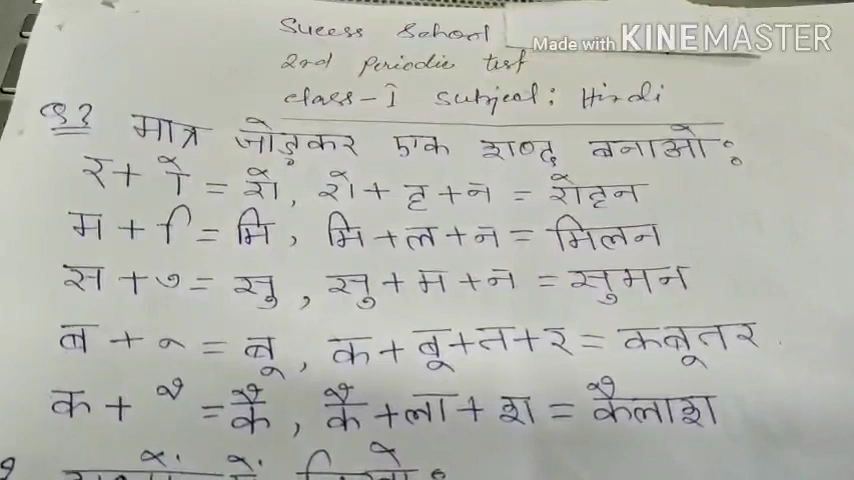 Made with KINEMASTER
Sucess School
2nd periodic test
class-I Subject: Hindi
Q3 मात्र जोड़कर एक शब्द बनाओ:
र + ो = रो, रो + ह + न = रोहन
म + ि = मि, मि + ल + न = मिलन
स + ु = सु, सु + म + न = सुमन
ब + ू = बू, क + बू + त + र = कबूतर
क + ै = कै, कै + ला + श = कैलाश